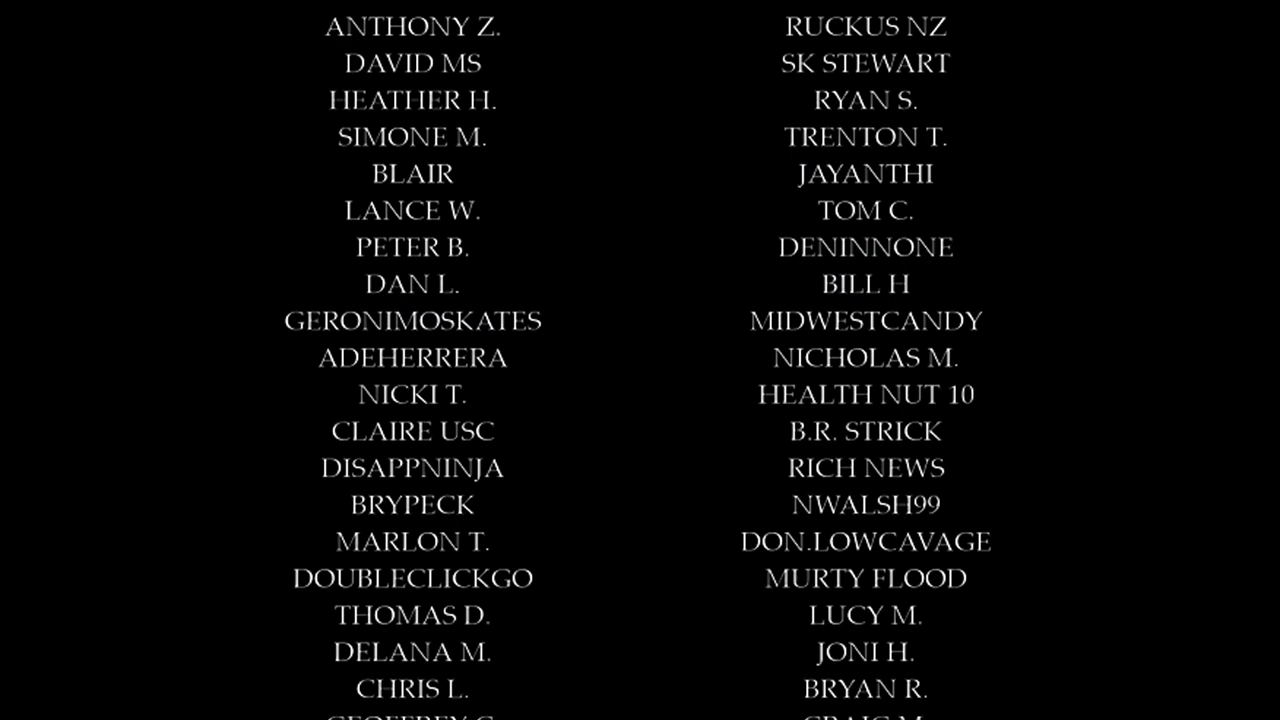 ANTHONY Z.
DAVID MS
HEATHER H.
SIMONE M.
BLAIR
LANCE W.
PETER B.
DAN L.
GERONIMOSKATES
ADEHERRERA
NICKI T.
CLAIRE USC
DISAPPNINJA
BRYPECK
MARLON T.
DOUBLECLICKGO
THOMAS D.
DELANA M.
CHRIS L.
RUCKUS NZ
SK STEWART
RYAN S.
TRENTON T.
JAYANTHI
TOM C.
DENINNONE
BILL H
MIDWESTCANDY
NICHOLAS M.
HEALTH NUT 10
B.R. STRICK
RICH NEWS
NWALSH99
DON.LOWCAVAGE
MURTY FLOOD
LUCY M.
JONI H.
BRYAN R.